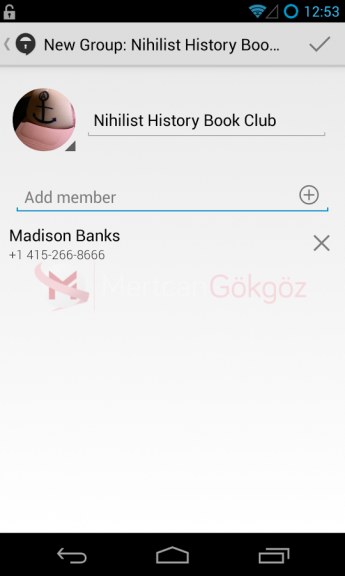 12:53
New Group: Nihilist History Boo...
Nihilist History Book Club
Add member
Madison Banks
+1 415-266-8666
Mertcan Gökgöz